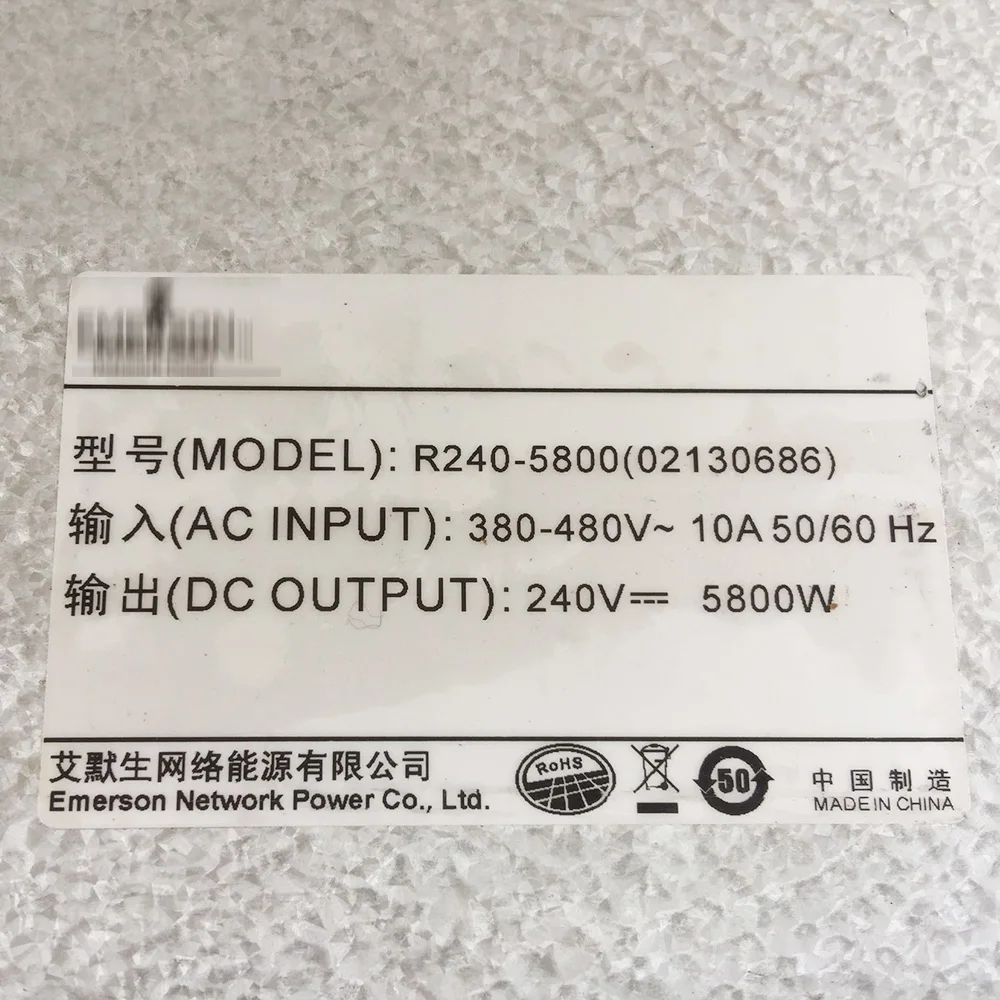 型号(MODEL): R240-5800(02130686)
输入(AC INPUT): 380-480V~ 10A 50/60 Hz
输出(DC OUTPUT): 240V⎓ 5800W
艾默生网络能源有限公司
Emerson Network Power Co., Ltd.
RoHS
50
中国制造
MADE IN CHINA